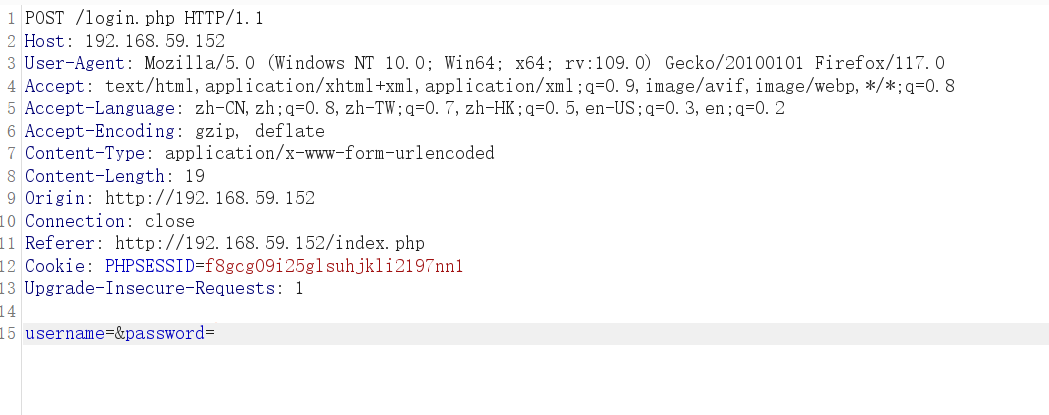 1 POST /login.php HTTP/1.1
2 Host: 192.168.59.152
3 User-Agent: Mozilla/5.0 (Windows NT 10.0; Win64; x64; rv:109.0) Gecko/20100101 Firefox/117.0
4 Accept: text/html,application/xhtml+xml,application/xml;q=0.9,image/avif,image/webp,*/*;q=0.8
5 Accept-Language: zh-CN,zh;q=0.8,zh-TW;q=0.7,zh-HK;q=0.5,en-US;q=0.3,en;q=0.2
6 Accept-Encoding: gzip, deflate
7 Content-Type: application/x-www-form-urlencoded
8 Content-Length: 19
9 Origin: http://192.168.59.152
10 Connection: close
11 Referer: http://192.168.59.152/index.php
12 Cookie: PHPSESSID=f8gcg09i25glsuhjkli2197nn1
13 Upgrade-Insecure-Requests: 1
14
15 username=&password=